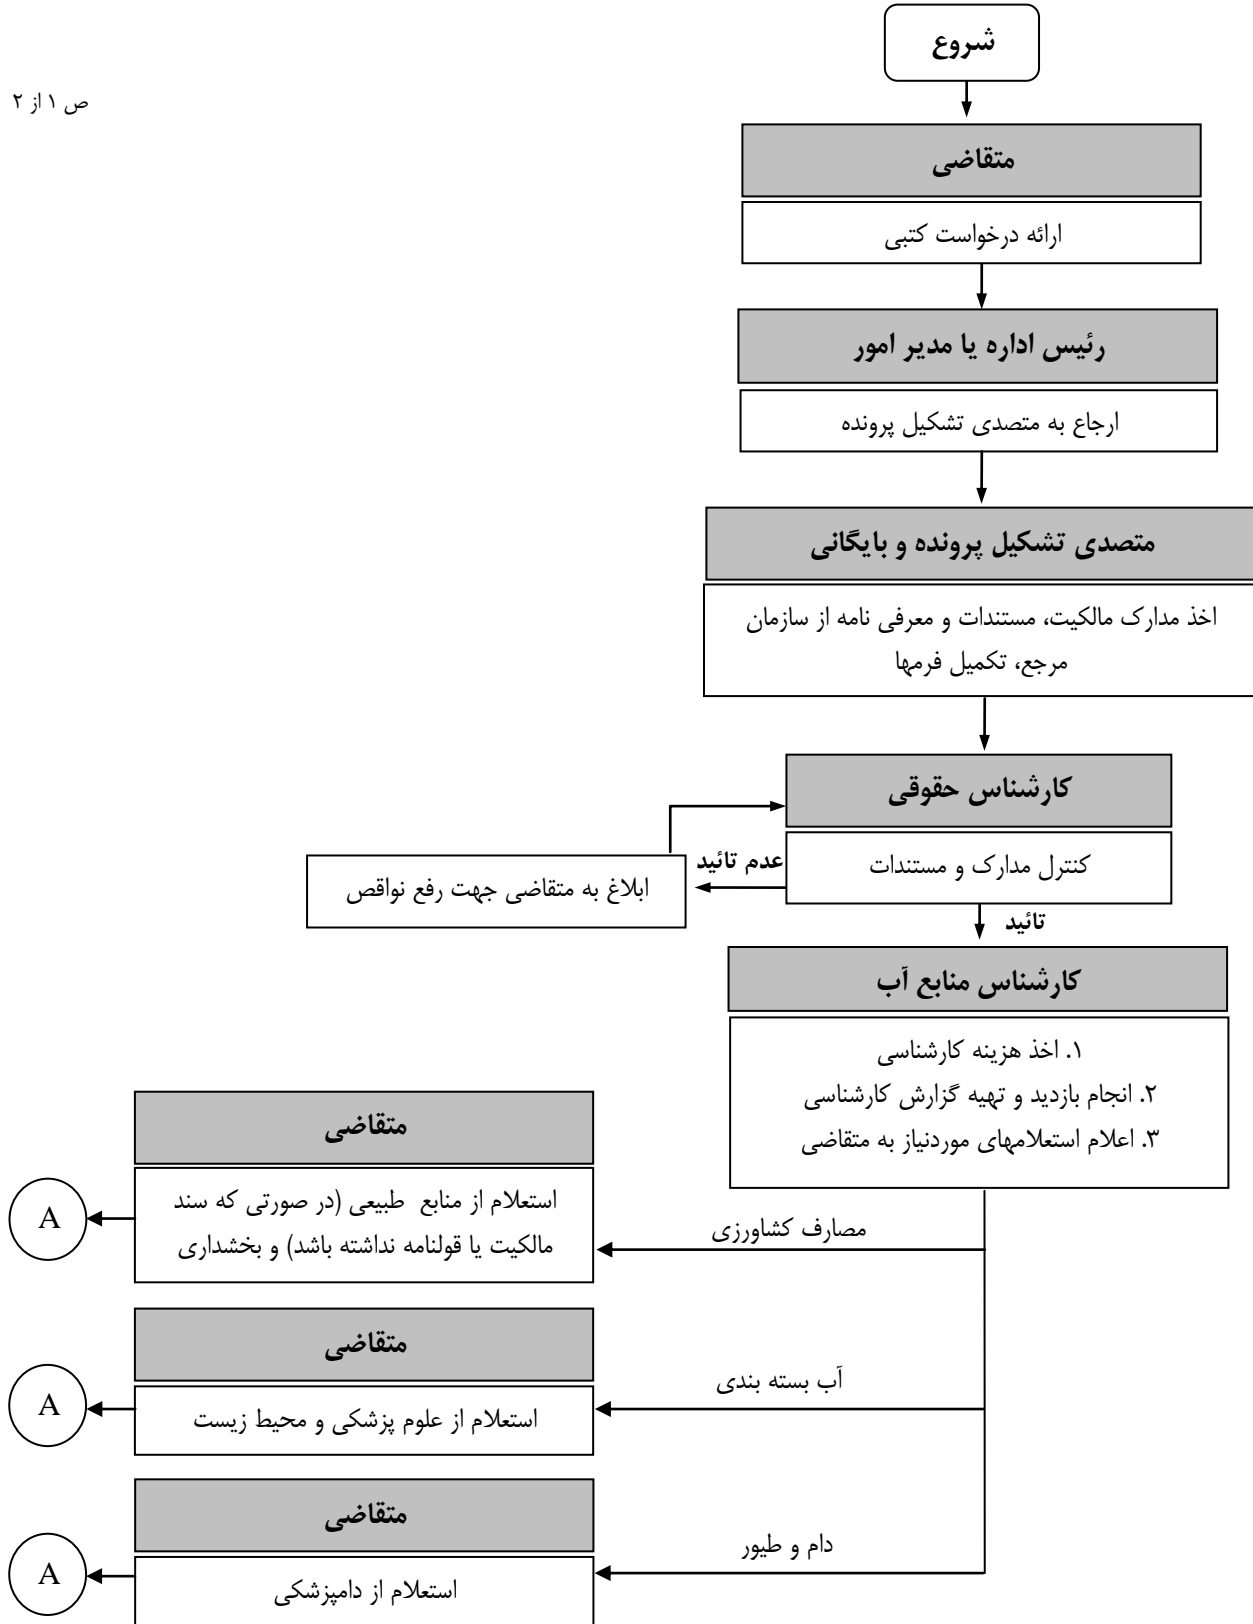 شروع
ص ۱ از ۲
متقاضی
ارائه درخواست کتبی
رئیس اداره یا مدیر امور
ارجاع به متصدی تشکیل پرونده
متصدی تشکیل پرونده و بایگانی
اخذ مدارک مالکیت، مستندات و معرفی نامه از سازمان
مرجع، تکمیل فرمها
کارشناس حقوقی
کنترل مدارک و مستندات
عدم تائید
ابلاغ به متقاضی جهت رفع نواقص
تائید
کارشناس منابع آب
۱. اخذ هزینه کارشناسی
۲. انجام بازدید و تهیه گزارش کارشناسی
۳. اعلام استعلامهای موردنیاز به متقاضی
مصارف کشاورزی
متقاضی
استعلام از منابع طبیعی (در صورتی که سند
مالکیت یا قولنامه نداشته باشد) و بخشداری
A
آب بسته بندی
متقاضی
استعلام از علوم پزشکی و محیط زیست
A
دام و طیور
متقاضی
استعلام از دامپزشکی
A